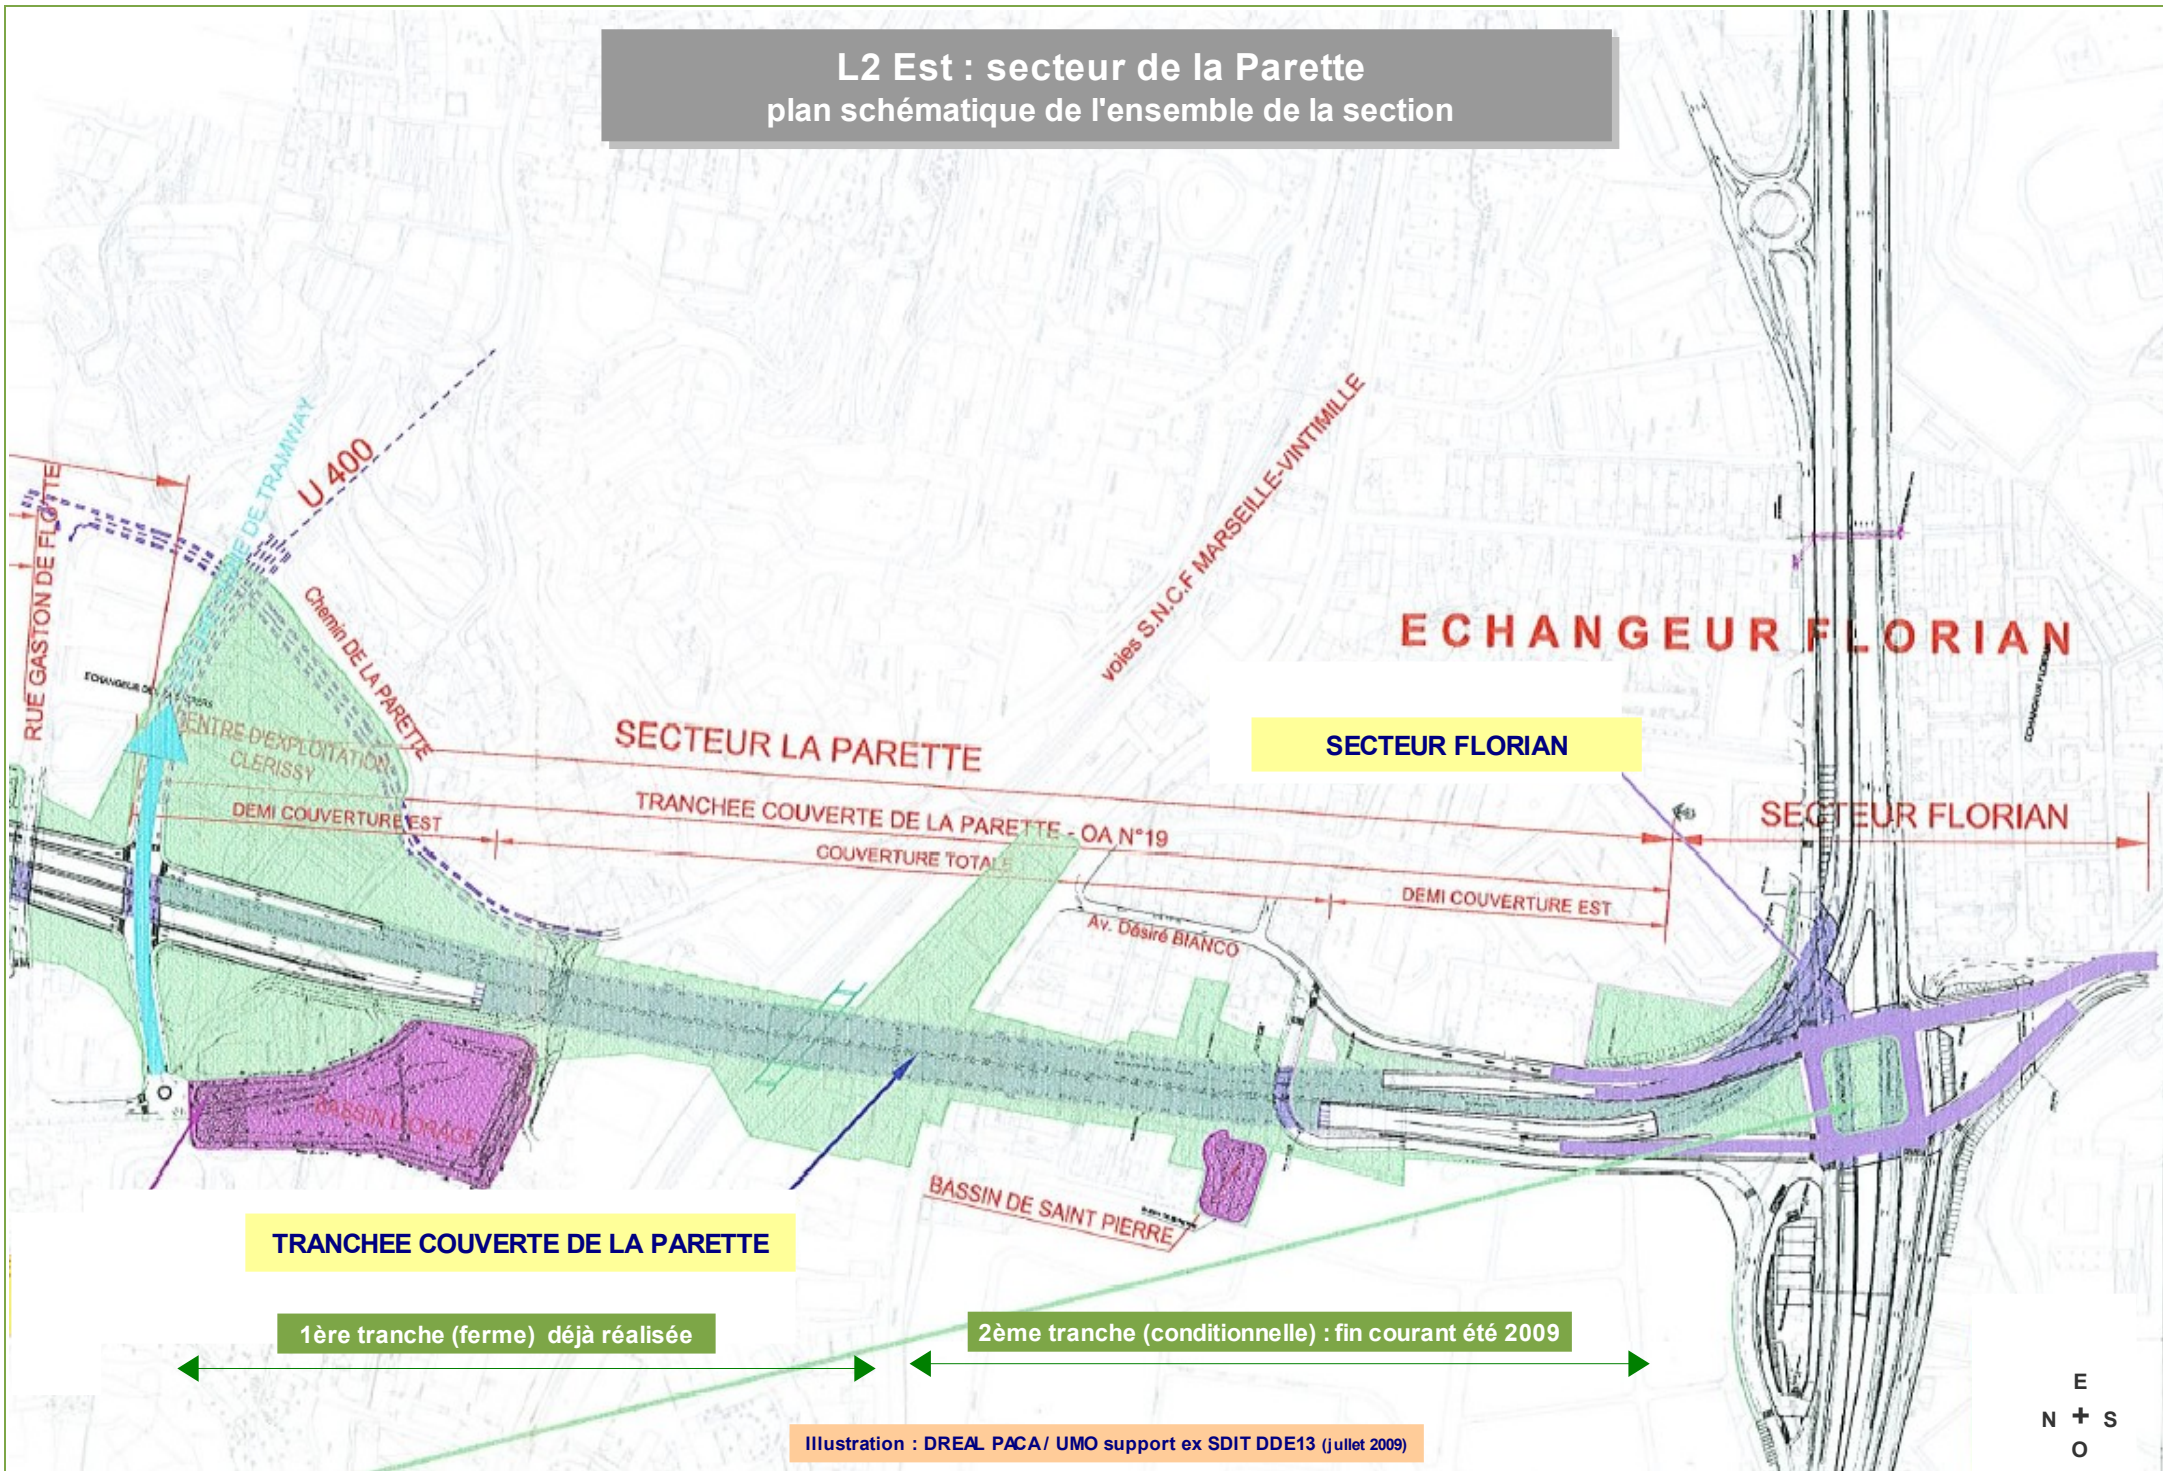 L2 Est : secteur de la Parette
plan schématique de l'ensemble de la section
U 400
RUE GASTON DE FLOTTE
DE TRAMWAY
Chemin DE LA PARETTE
voies S.N.C.F MARSEILLE-VINTIMILLE
ECHANGEUR FLORIAN
ECHANGEUR FLORIAN
CENTRE D'EXPLOITATION
CLERISSY
SECTEUR LA PARETTE
SECTEUR FLORIAN
SECTEUR FLORIAN
DEMI COUVERTURE EST
TRANCHEE COUVERTE DE LA PARETTE - OA N°19
COUVERTURE TOTALE
DEMI COUVERTURE EST
Av. Désiré BIANCO
BASSIN D'ORAGE
BASSIN DE SAINT PIERRE
TRANCHEE COUVERTE DE LA PARETTE
1ère tranche (ferme) déjà réalisée
2ème tranche (conditionnelle) : fin courant été 2009
Illustration : DREAL PACA / UMO support ex SDIT DDE13 (juillet 2009)
E
N + S
O